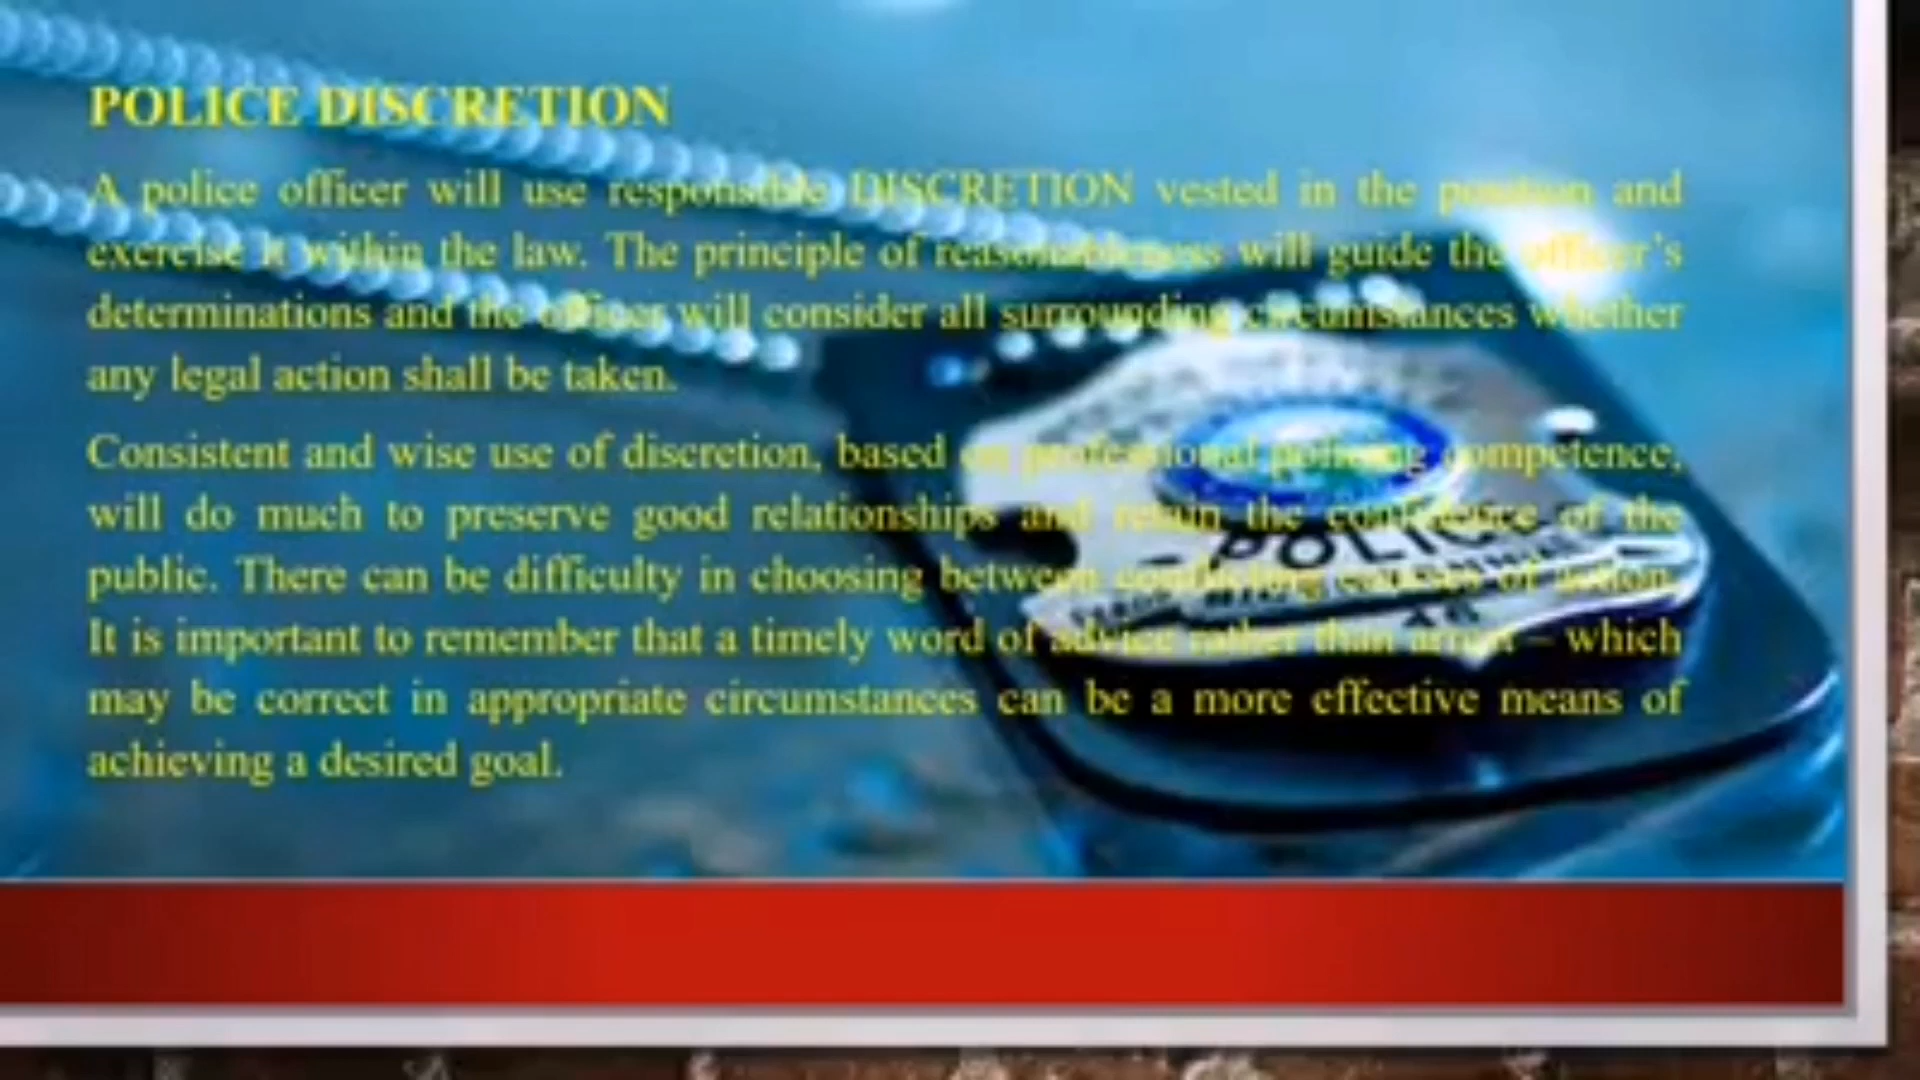 POLICE DISCRETION
A police officer will use responsible DISCRETION vested in the position and
exercise it within the law. The principle of reasonableness will guide the officer's
determinations and the officer will consider all surrounding circumstances whether
any legal action shall be taken.
Consistent and wise use of discretion, based on professional policing competence,
will do much to preserve good relationships and retain the confidence of the
public. There can be difficulty in choosing between conflicting courses of action.
It is important to remember that a timely word of advice rather than arrest – which
may be correct in appropriate circumstances can be a more effective means of
achieving a desired goal.
POLICE